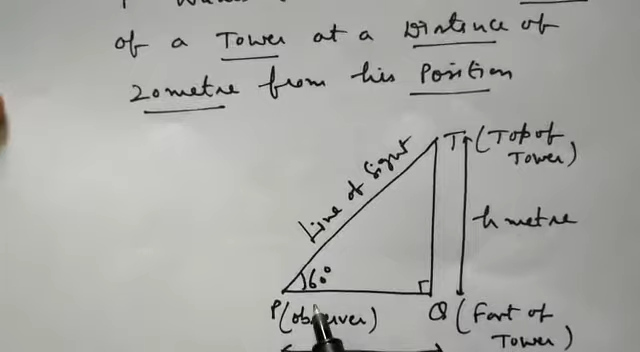 of a Tower at a Distance of
20metre from his Position
T (Top of
Tower)
Line of Sight
h metre
60°
P(observer)
Q (Foot of
Tower)